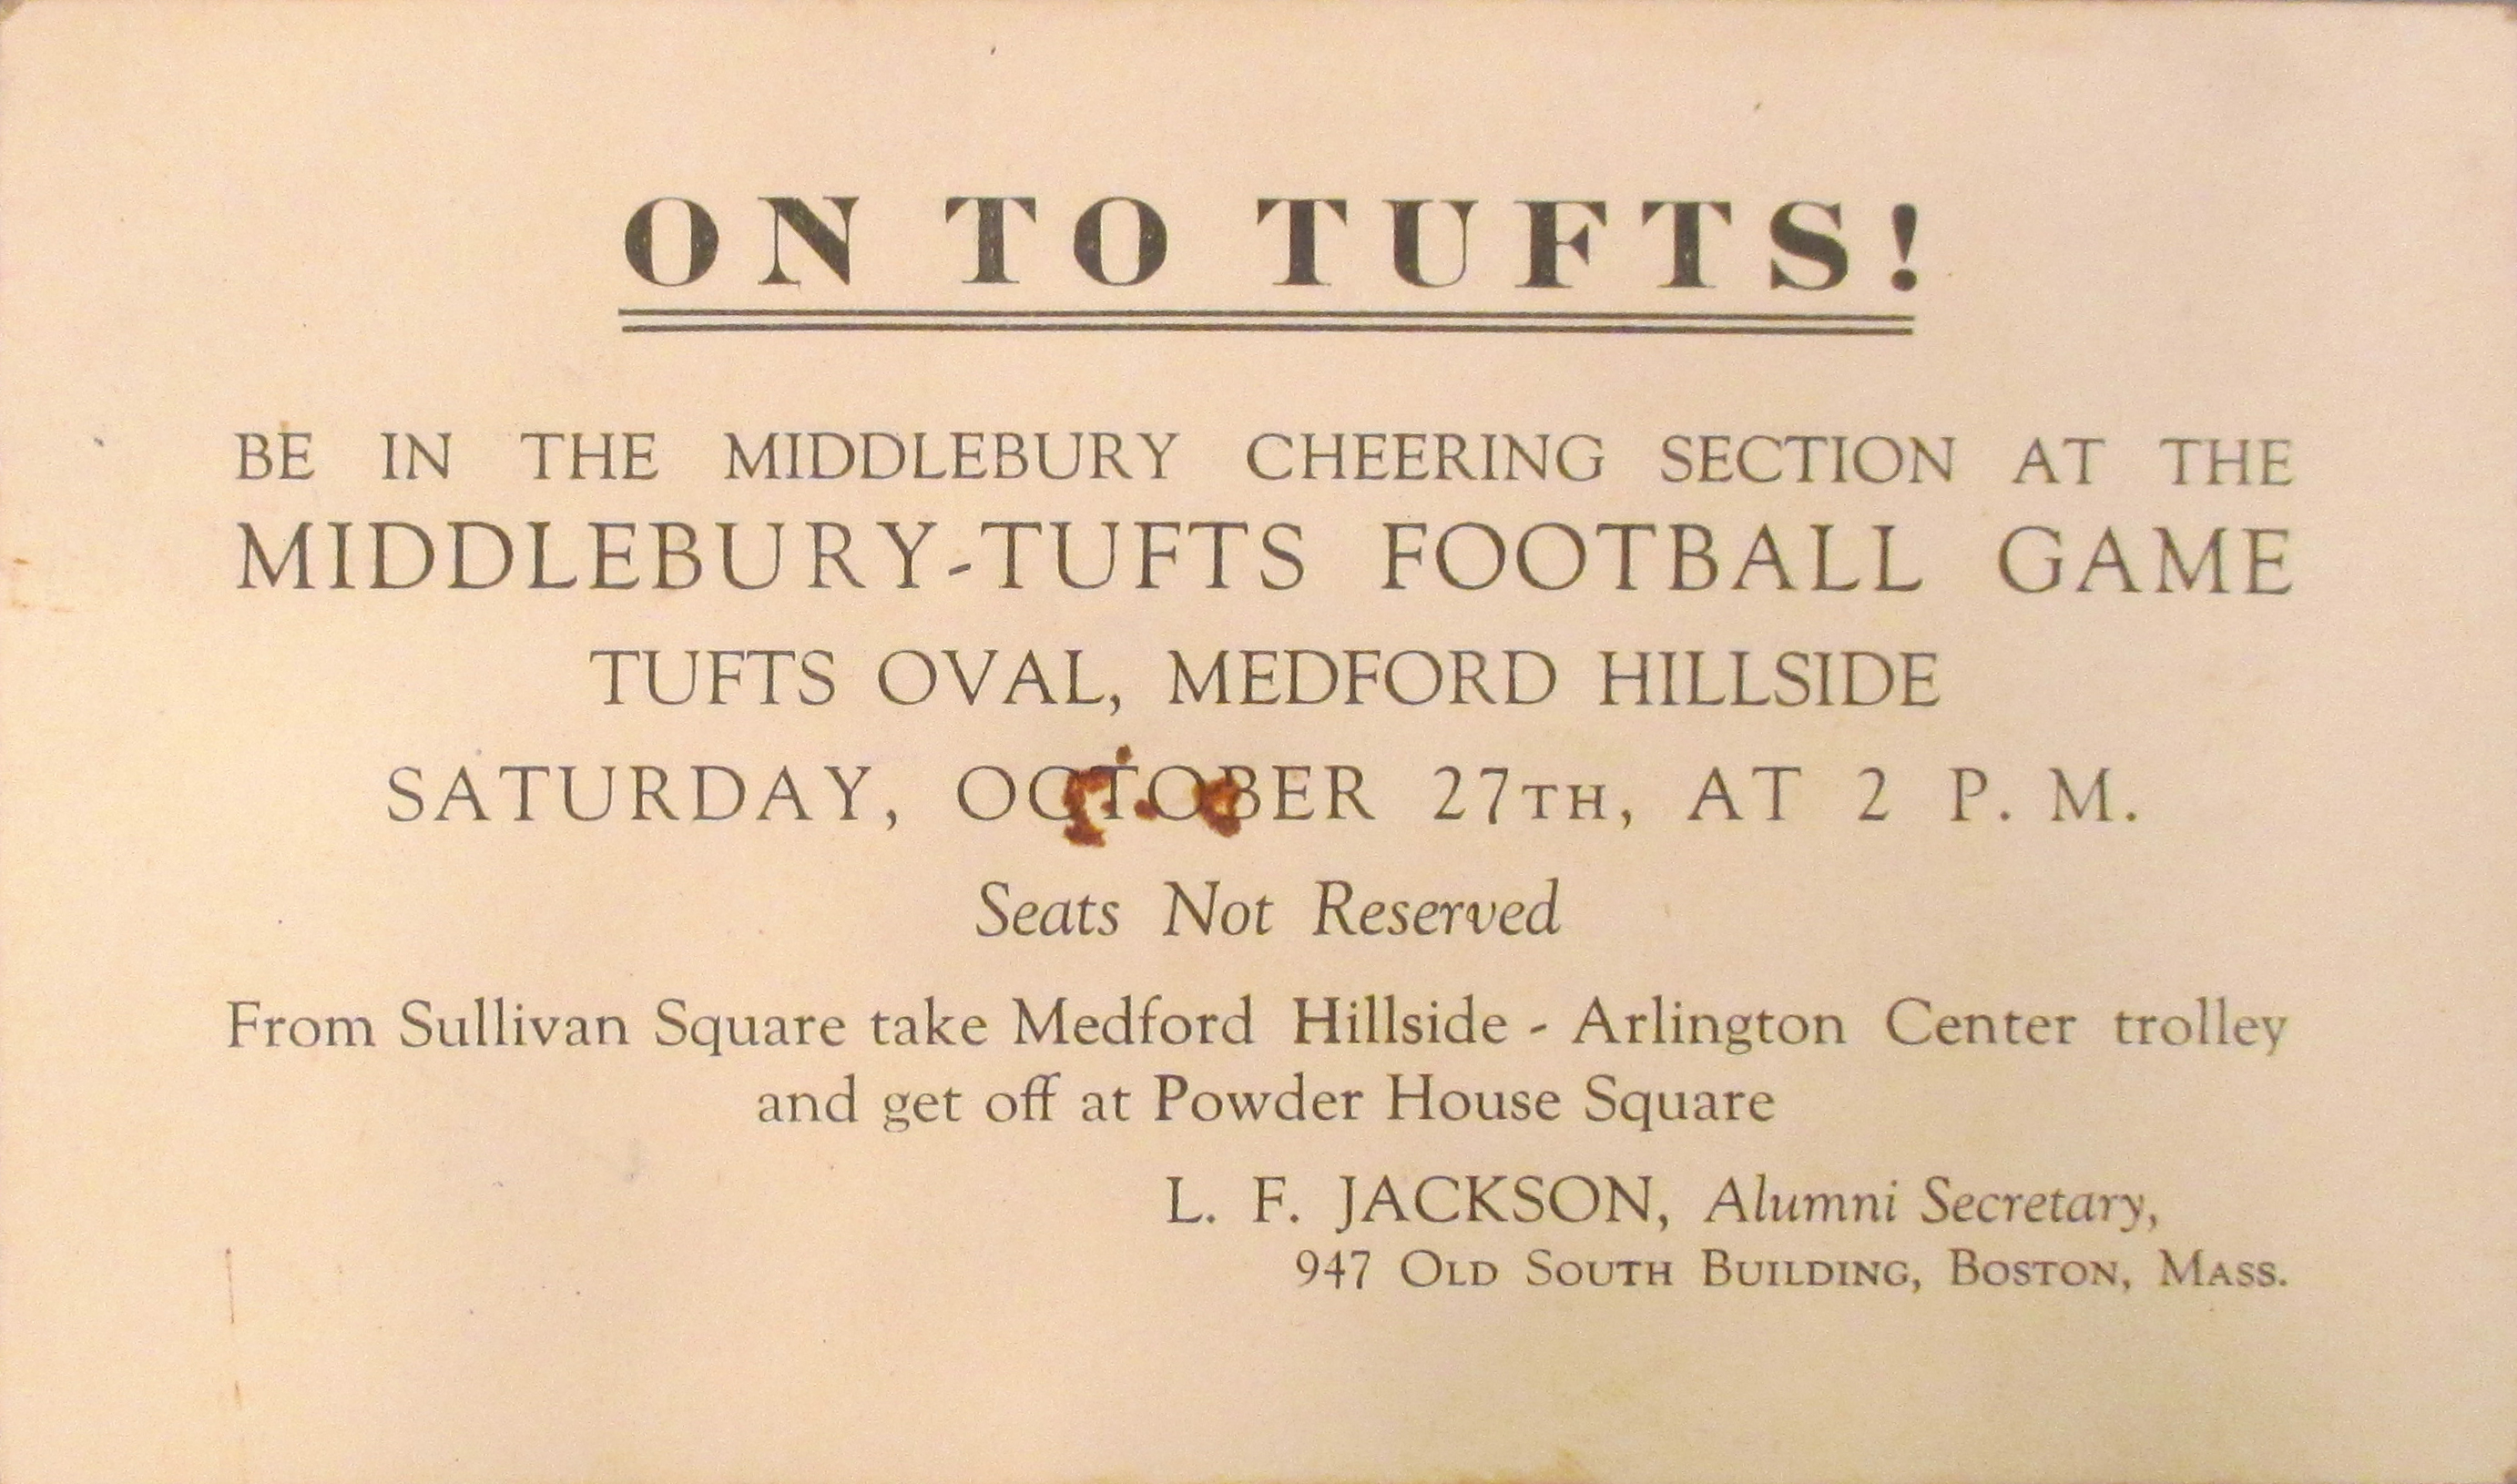 ON TO TUFTS!
BE IN THE MIDDLEBURY CHEERING SECTION AT THE
MIDDLEBURY-TUFTS FOOTBALL GAME
TUFTS OVAL, MEDFORD HILLSIDE
SATURDAY, OCTOBER 27TH, AT 2 P. M.
Seats Not Reserved
From Sullivan Square take Medford Hillside - Arlington Center trolley
and get off at Powder House Square
L. F. JACKSON, Alumni Secretary,
947 OLD SOUTH BUILDING, BOSTON, MASS.